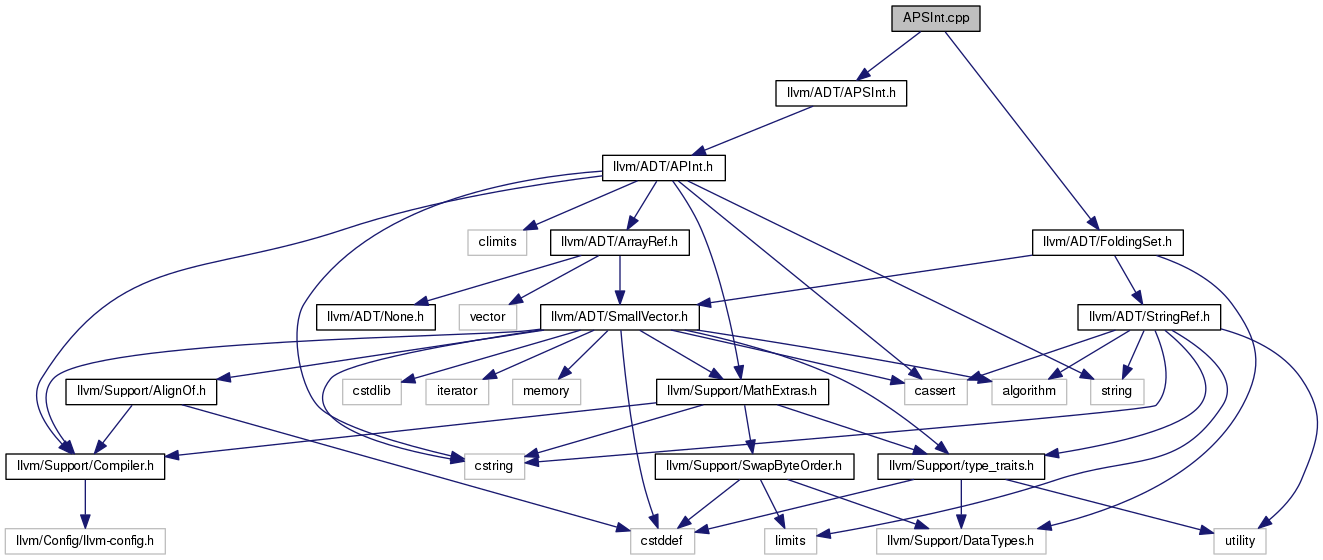 APSInt.cpp
llvm/ADT/APSInt.h
llvm/ADT/APInt.h
climits
llvm/ADT/ArrayRef.h
llvm/ADT/FoldingSet.h
llvm/ADT/None.h
vector
llvm/ADT/SmallVector.h
llvm/ADT/StringRef.h
llvm/Support/AlignOf.h
cstdlib
iterator
memory
llvm/Support/MathExtras.h
cassert
algorithm
string
llvm/Support/Compiler.h
cstring
llvm/Support/SwapByteOrder.h
llvm/Support/type_traits.h
llvm/Config/llvm-config.h
cstddef
limits
llvm/Support/DataTypes.h
utility